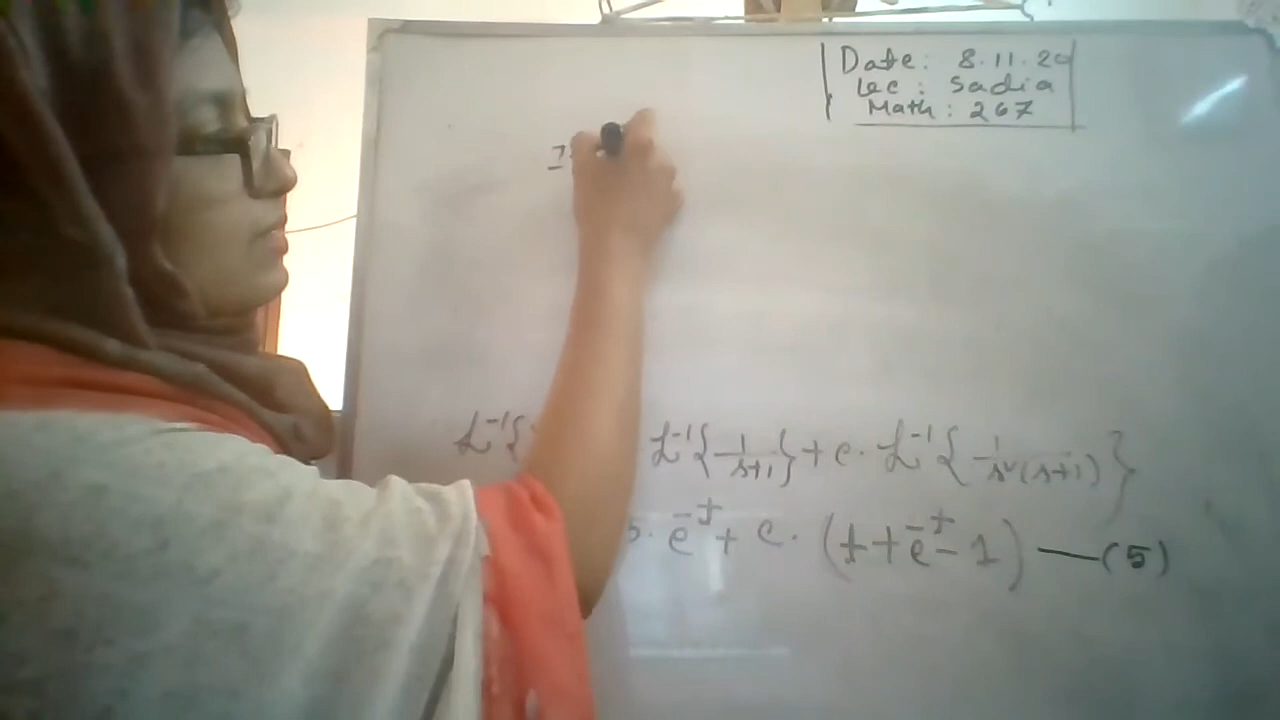 Date: 8.11.20
Lec: Sadia
Math: 267
ℒ⁻¹{ ℒ⁻¹{1/(s+1)} + c. ℒ⁻¹{1/(s²(s+1))}
. e^-t + c. (t + e^-t - 1) —(5)